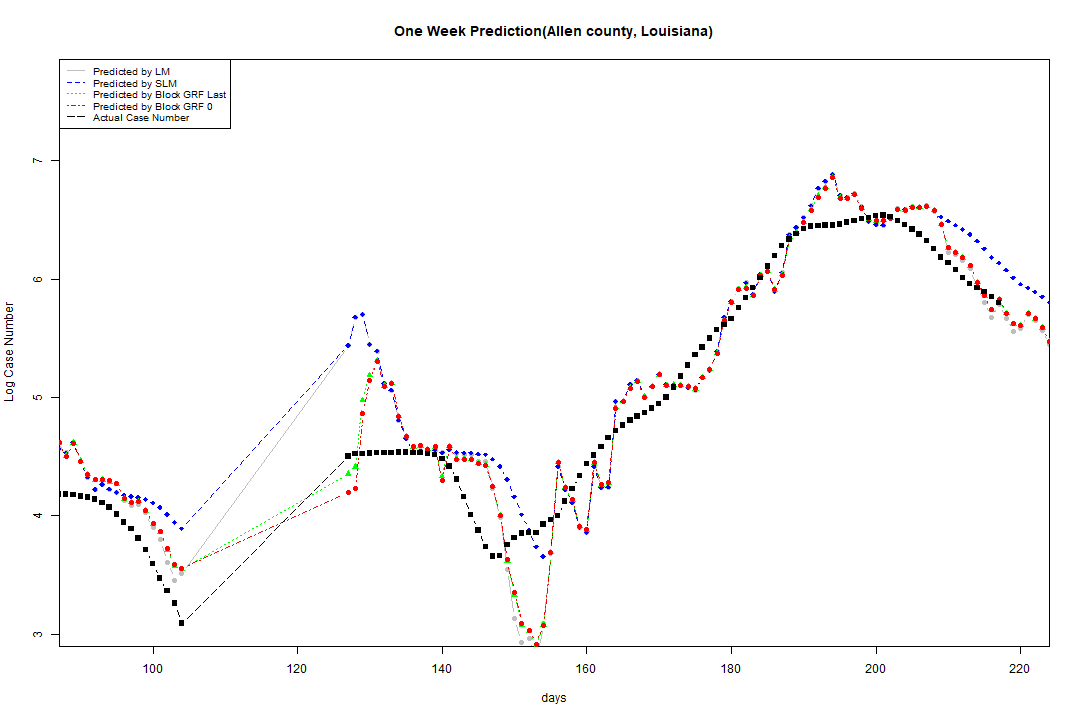 One Week Prediction(Allen county, Louisiana)
Predicted by LM
Predicted by SLM
Predicted by Block GRF Last
Predicted by Block GRF 0
Actual Case Number
Log Case Number
7
6
5
4
3
100 120 140 160 180 200 220
days